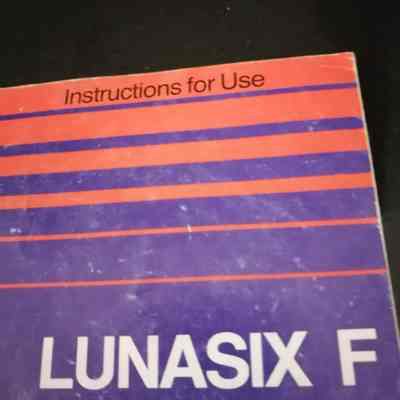 Instructions for Use
LUNASIX F